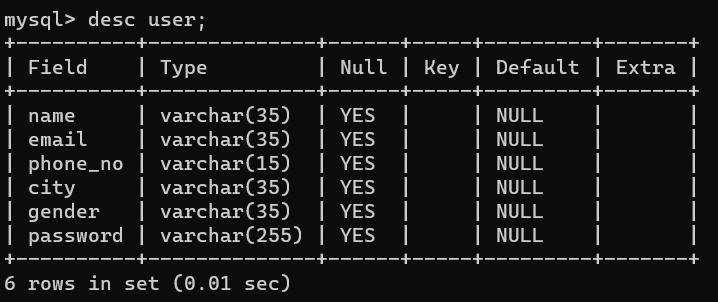 mysql> desc user;
+----------+--------------+------+-----+---------+-------+
| Field    | Type         | Null | Key | Default | Extra |
+----------+--------------+------+-----+---------+-------+
| name     | varchar(35)  | YES  |     | NULL    |       |
| email    | varchar(35)  | YES  |     | NULL    |       |
| phone_no | varchar(15)  | YES  |     | NULL    |       |
| city     | varchar(35)  | YES  |     | NULL    |       |
| gender   | varchar(35)  | YES  |     | NULL    |       |
| password | varchar(255) | YES  |     | NULL    |       |
+----------+--------------+------+-----+---------+-------+
6 rows in set (0.01 sec)